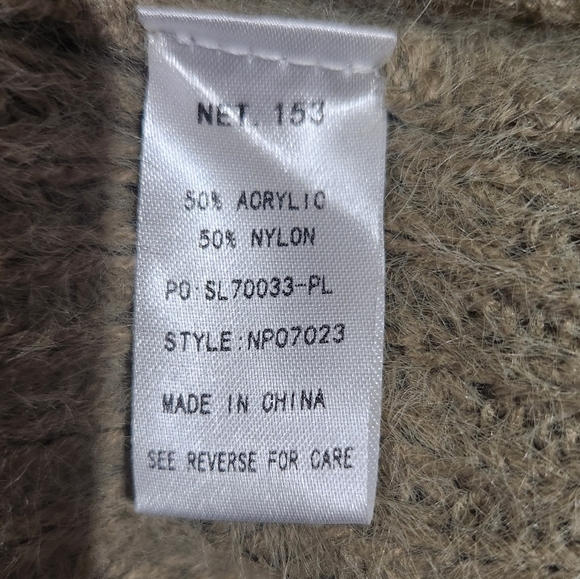 NET. 153
50% ACRYLIC
50% NYLON
PO:SL70033-PL
STYLE:NP07023
MADE IN CHINA
SEE REVERSE FOR CARE